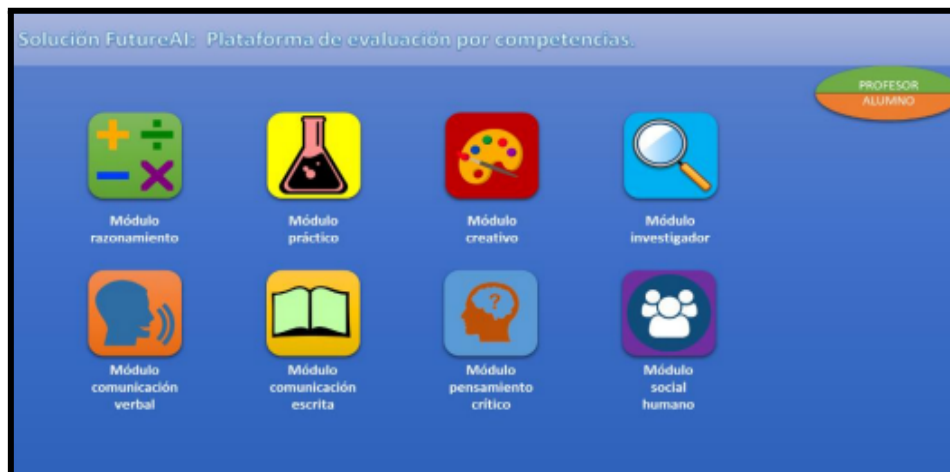 Solución FutureAI: Plataforma de evaluación por competencias.
PROFESOR
ALUMNO
Módulo
razonamiento
Módulo
práctico
Módulo
creativo
Módulo
investigador
Módulo
comunicación
verbal
Módulo
comunicación
escrita
Módulo
pensamiento
crítico
Módulo
social
humano